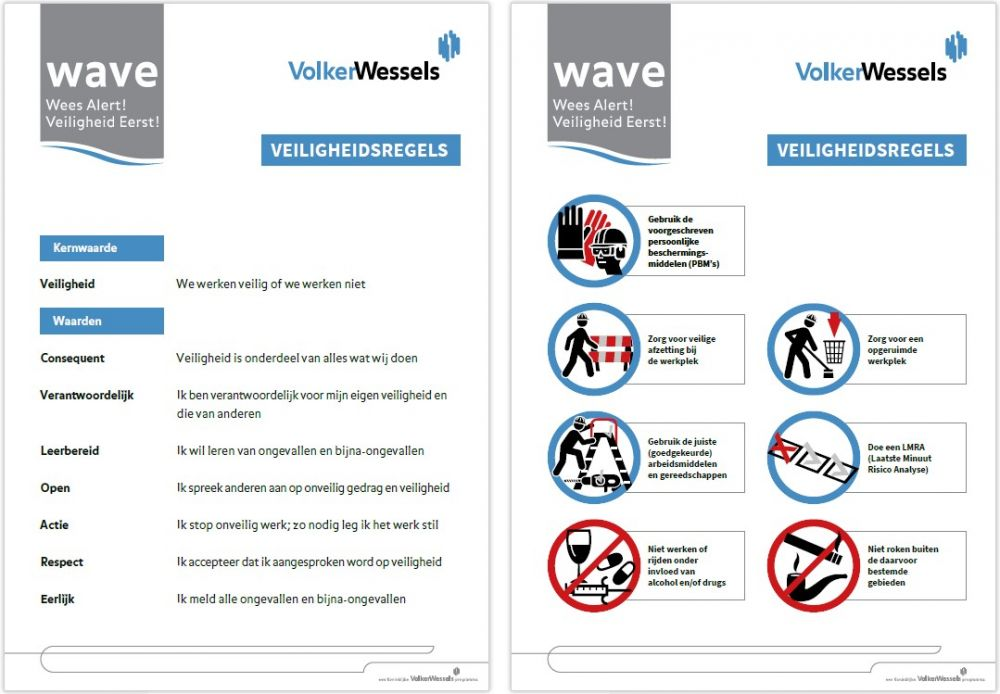 wave
Wees Alert!
Veiligheid Eerst!
VolkerWessels
VEILIGHEIDSREGELS
Kernwaarde
Veiligheid We werken veilig of we werken niet
Waarden
Consequent Veiligheid is onderdeel van alles wat wij doen
Verantwoordelijk Ik ben verantwoordelijk voor mijn eigen veiligheid en
die van anderen
Leerbereid Ik wil leren van ongevallen en bijna-ongevallen
Open Ik spreek anderen aan op onveilig gedrag en veiligheid
Actie Ik stop onveilig werk; zo nodig leg ik het werk stil
Respect Ik accepteer dat ik aangesproken word op veiligheid
Eerlijk Ik meld alle ongevallen en bijna-ongevallen
een Koninklijke VolkerWessels programma
wave
Wees Alert!
Veiligheid Eerst!
VolkerWessels
VEILIGHEIDSREGELS
Gebruik de
voorgeschreven
persoonlijke
beschermings-
middelen (PBM's)
Zorg voor veilige
afzetting bij
de werkplek
Zorg voor een
opgeruimde
werkplek
Gebruik de juiste
(goedgekeurde)
arbeidsmiddelen
en gereedschappen
Doe een LMRA
(Laatste Minuut
Risico Analyse)
Niet werken of
rijden onder
invloed van
alcohol en/of drugs
Niet roken buiten
de daarvoor
bestemde
gebieden
een Koninklijke VolkerWessels programma